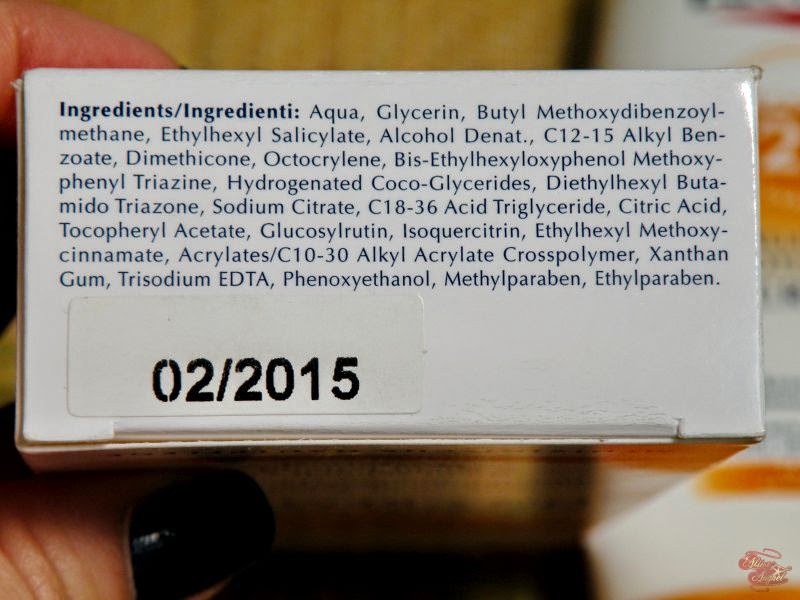 Ingredients/Ingredienti: Aqua, Glycerin, Butyl Methoxydibenzoyl-
methane, Ethylhexyl Salicylate, Alcohol Denat., C12-15 Alkyl Ben-
zoate, Dimethicone, Octocrylene, Bis-Ethylhexyloxyphenol Methoxy-
phenyl Triazine, Hydrogenated Coco-Glycerides, Diethylhexyl Buta-
mido Triazone, Sodium Citrate, C18-36 Acid Triglyceride, Citric Acid,
Tocopheryl Acetate, Glucosylrutin, Isoquercitrin, Ethylhexyl Methoxy-
cinnamate, Acrylates/C10-30 Alkyl Acrylate Crosspolymer, Xanthan
Gum, Trisodium EDTA, Phenoxyethanol, Methylparaben, Ethylparaben.
02/2015